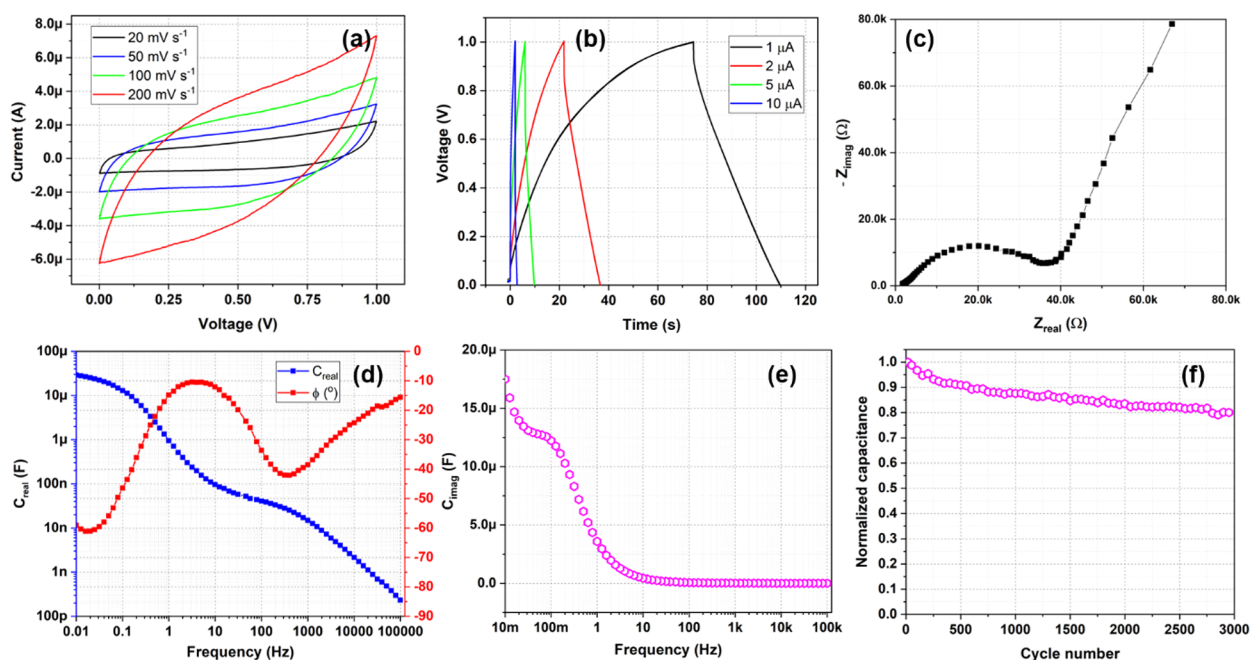 (a)
20 mV s⁻¹
50 mV s⁻¹
100 mV s⁻¹
200 mV s⁻¹
8.0µ
6.0µ
4.0µ
2.0µ
0.0
-2.0µ
-4.0µ
-6.0µ
Current (A)
0.00 0.25 0.50 0.75 1.00
Voltage (V)
(b)
1 µA
2 µA
5 µA
10 µA
1.0
0.8
0.6
0.4
0.2
0.0
Voltage (V)
0 20 40 60 80 100 120
Time (s)
(c)
80.0k
60.0k
40.0k
20.0k
0.0
- Zimag (Ω)
0.0 20.0k 40.0k 60.0k 80.0k
Zreal (Ω)
(d)
Creal
ϕ (°)
100µ
10µ
1µ
100n
10n
1n
100p
Creal (F)
0
-10
-20
-30
-40
-50
-60
-70
-80
-90
0.01 0.1 1 10 100 1000 10000 100000
Frequency (Hz)
(e)
20.0µ
15.0µ
10.0µ
5.0µ
0.0
Cimag (F)
10m 100m 1 10 100 1k 10k 100k
Frequency (Hz)
(f)
1.0
0.9
0.8
0.7
0.6
0.5
0.4
0.3
0.2
0.1
0.0
Normalized capacitance
0 500 1000 1500 2000 2500 3000
Cycle number